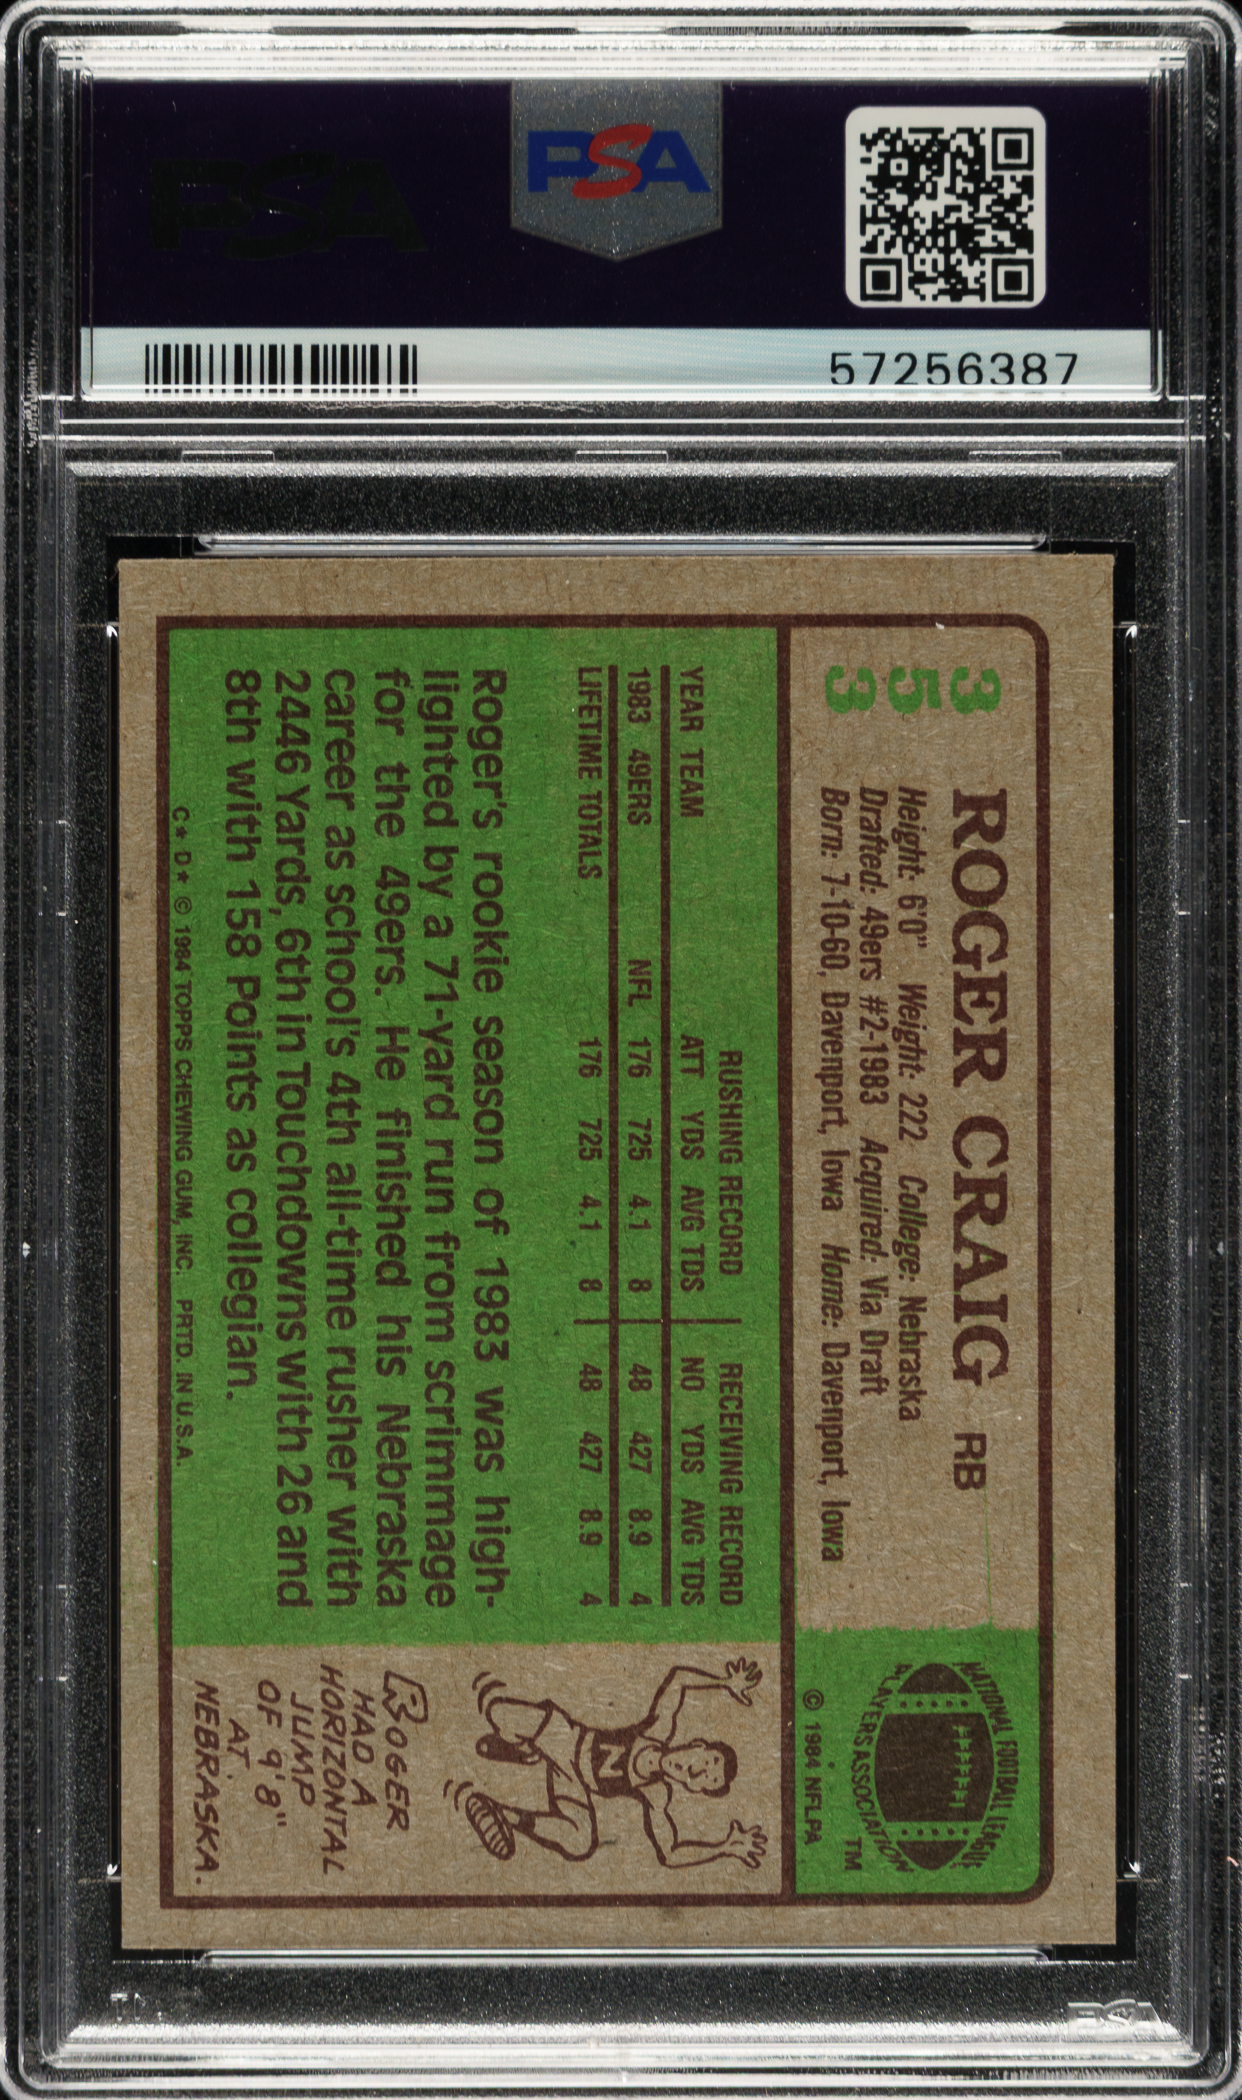 PSA
PSA
57256387
353
ROGER CRAIG RB
Height: 6'0" Weight: 222 College: Nebraska
Drafted: 49ers #2-1983 Acquired: Via Draft
Born: 7-10-60, Davenport, Iowa Home: Davenport, Iowa
NATIONAL FOOTBALL LEAGUE
PLAYERS ASSOCIATION
TM
© 1984 NFLPA
RUSHING RECORD RECEIVING RECORD
YEAR TEAM ATT YDS AVG TDS NO YDS AVG TDS
1983 49ERS NFL 176 725 4.1 8 48 427 8.9 4
LIFETIME TOTALS 176 725 4.1 8 48 427 8.9 4
Roger's rookie season of 1983 was high-
lighted by a 71-yard run from scrimmage
for the 49ers. He finished his Nebraska
career as school's 4th all-time rusher with
2446 Yards, 6th in Touchdowns with 26 and
8th with 158 Points as collegian.
C* D* © 1984 TOPPS CHEWING GUM, INC. PRTD. IN U.S.A.
N
ROGER
HAD A
HORIZONTAL
JUMP
OF 9'8"
AT
NEBRASKA.
PSA